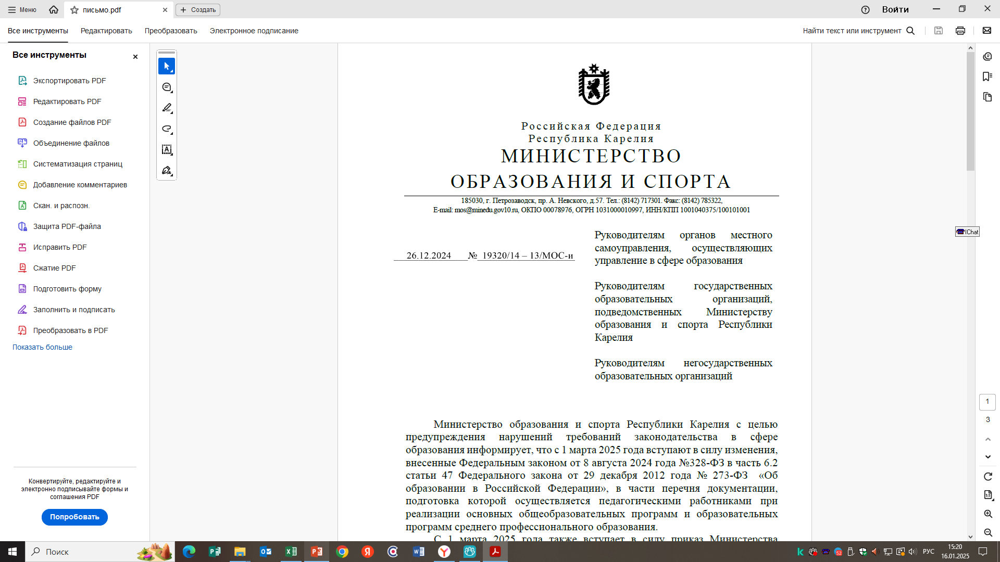 Меню
письмо.pdf
Создать
Войти
Все инструменты
Редактировать
Преобразовать
Электронное подписание
Найти текст или инструмент
Все инструменты
Экспортировать PDF
Редактировать PDF
Создание файлов PDF
Объединение файлов
Систематизация страниц
Добавление комментариев
Скан. и распозн.
Защита PDF-файла
Исправить PDF
Сжатие PDF
Подготовить форму
Заполнить и подписать
Преобразовать в PDF
Показать больше
Конвертируйте, редактируйте и
электронно подписывайте формы и
соглашения PDF
Попробовать
Российская Федерация
Республика Карелия
МИНИСТЕРСТВО
ОБРАЗОВАНИЯ И СПОРТА
185030, г. Петрозаводск, пр. А. Невского, д.57. Тел.: (8142) 717301. Факс: (8142) 785322,
E-mail: mos@minedu.gov10.ru, ОКПО 00078976, ОГРН 1031000010997, ИНН/КПП 1001040375/100101001
26.12.2024 № 19320/14 – 13/МОС-и
Руководителям органов местного
самоуправления, осуществляющих
управление в сфере образования
Руководителям государственных
образовательных организаций,
подведомственных Министерству
образования и спорта Республики
Карелия
Руководителям негосударственных
образовательных организаций
Министерство образования и спорта Республики Карелия с целью
предупреждения нарушений требований законодательства в сфере
образования информирует, что с 1 марта 2025 года вступают в силу изменения,
внесенные Федеральным законом от 8 августа 2024 года №328-ФЗ в часть 6.2
статьи 47 Федерального закона от 29 декабря 2012 года № 273-ФЗ «Об
образовании в Российской Федерации», в части перечня документации,
подготовка которой осуществляется педагогическими работниками при
реализации основных общеобразовательных программ и образовательных
программ среднего профессионального образования.
С 1 марта 2025 года также вступает в силу приказ Министерства
IChat
1
3
Поиск
52
РУС
15:20
16.01.2025